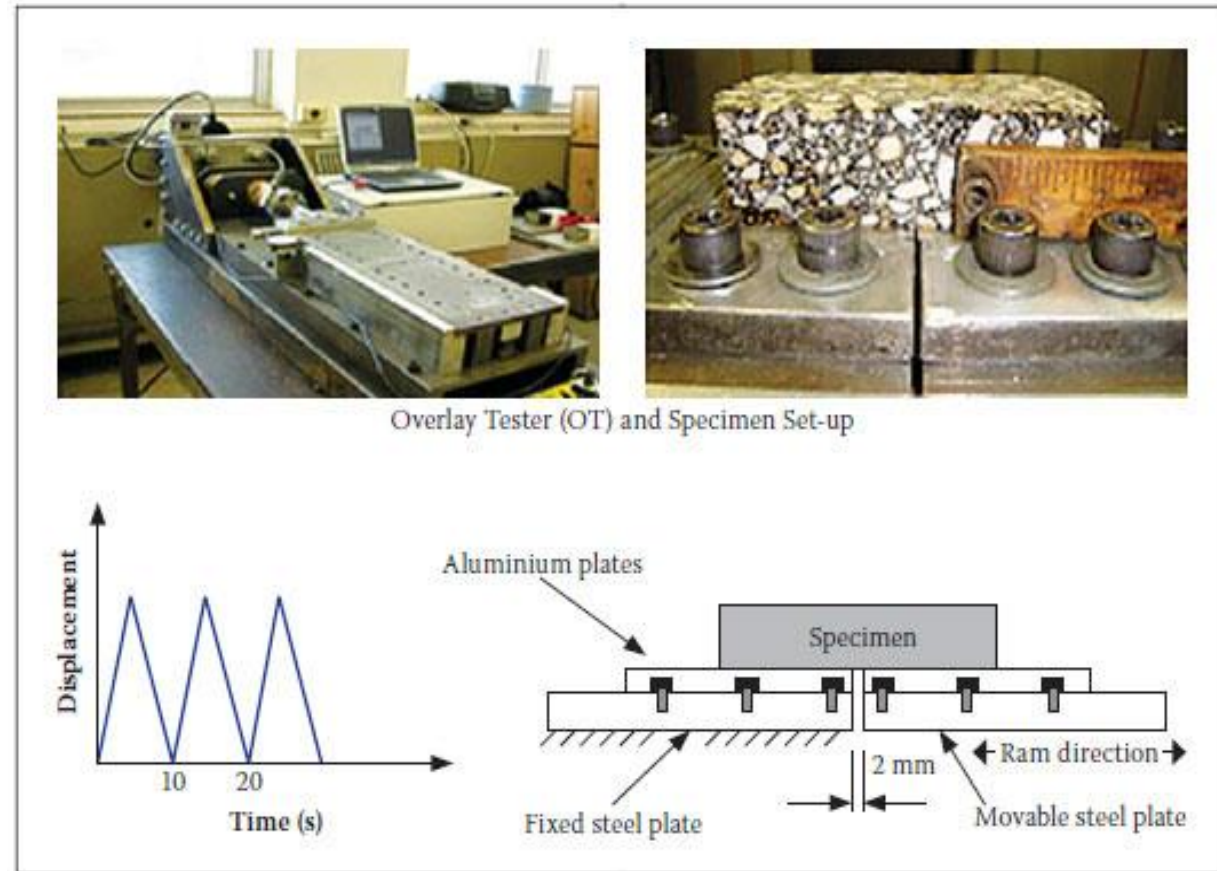 Overlay Tester (OT) and Specimen Set-up
Displacement
10
20
Time (s)
Aluminium plates
Specimen
Ram direction
2 mm
Fixed steel plate
Movable steel plate